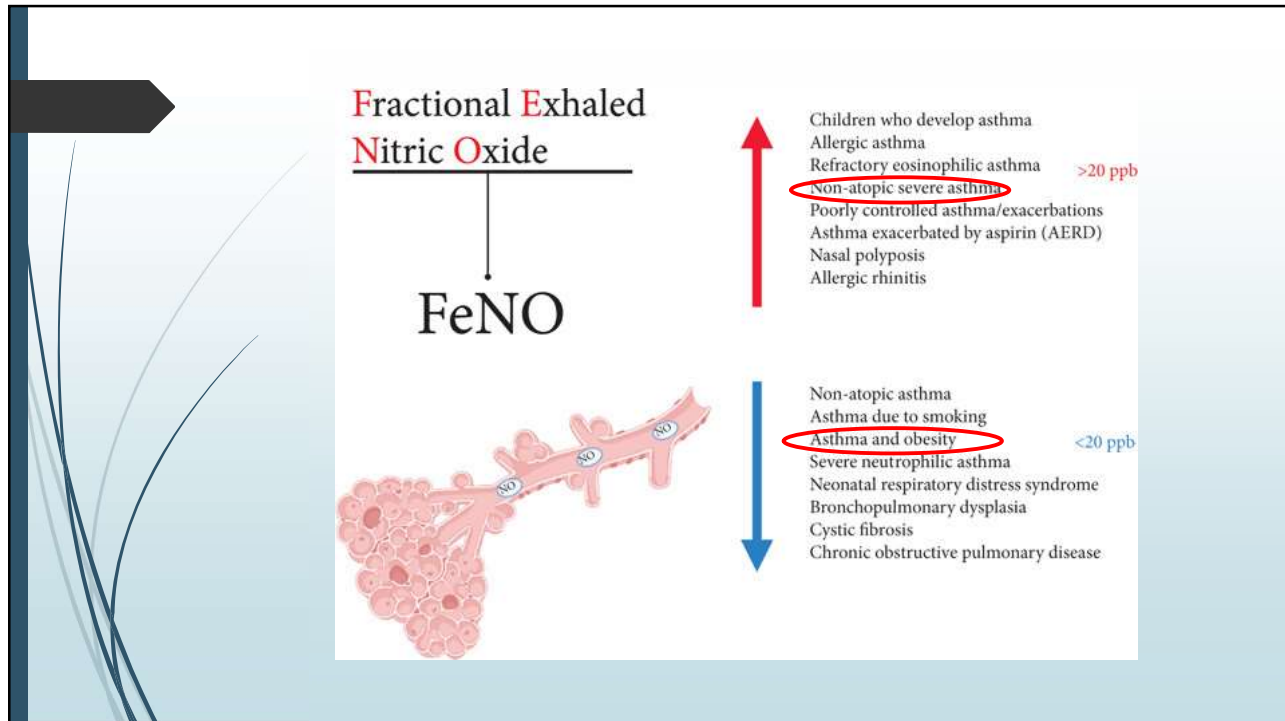 Fractional Exhaled
Nitric Oxide
FeNO
Children who develop asthma
Allergic asthma
Refractory eosinophilic asthma
>20 ppb
Non-atopic severe asthma
Poorly controlled asthma/exacerbations
Asthma exacerbated by aspirin (AERD)
Nasal polyposis
Allergic rhinitis
NO
NO
NO
Non-atopic asthma
Asthma due to smoking
Asthma and obesity
<20 ppb
Severe neutrophilic asthma
Neonatal respiratory distress syndrome
Bronchopulmonary dysplasia
Cystic fibrosis
Chronic obstructive pulmonary disease